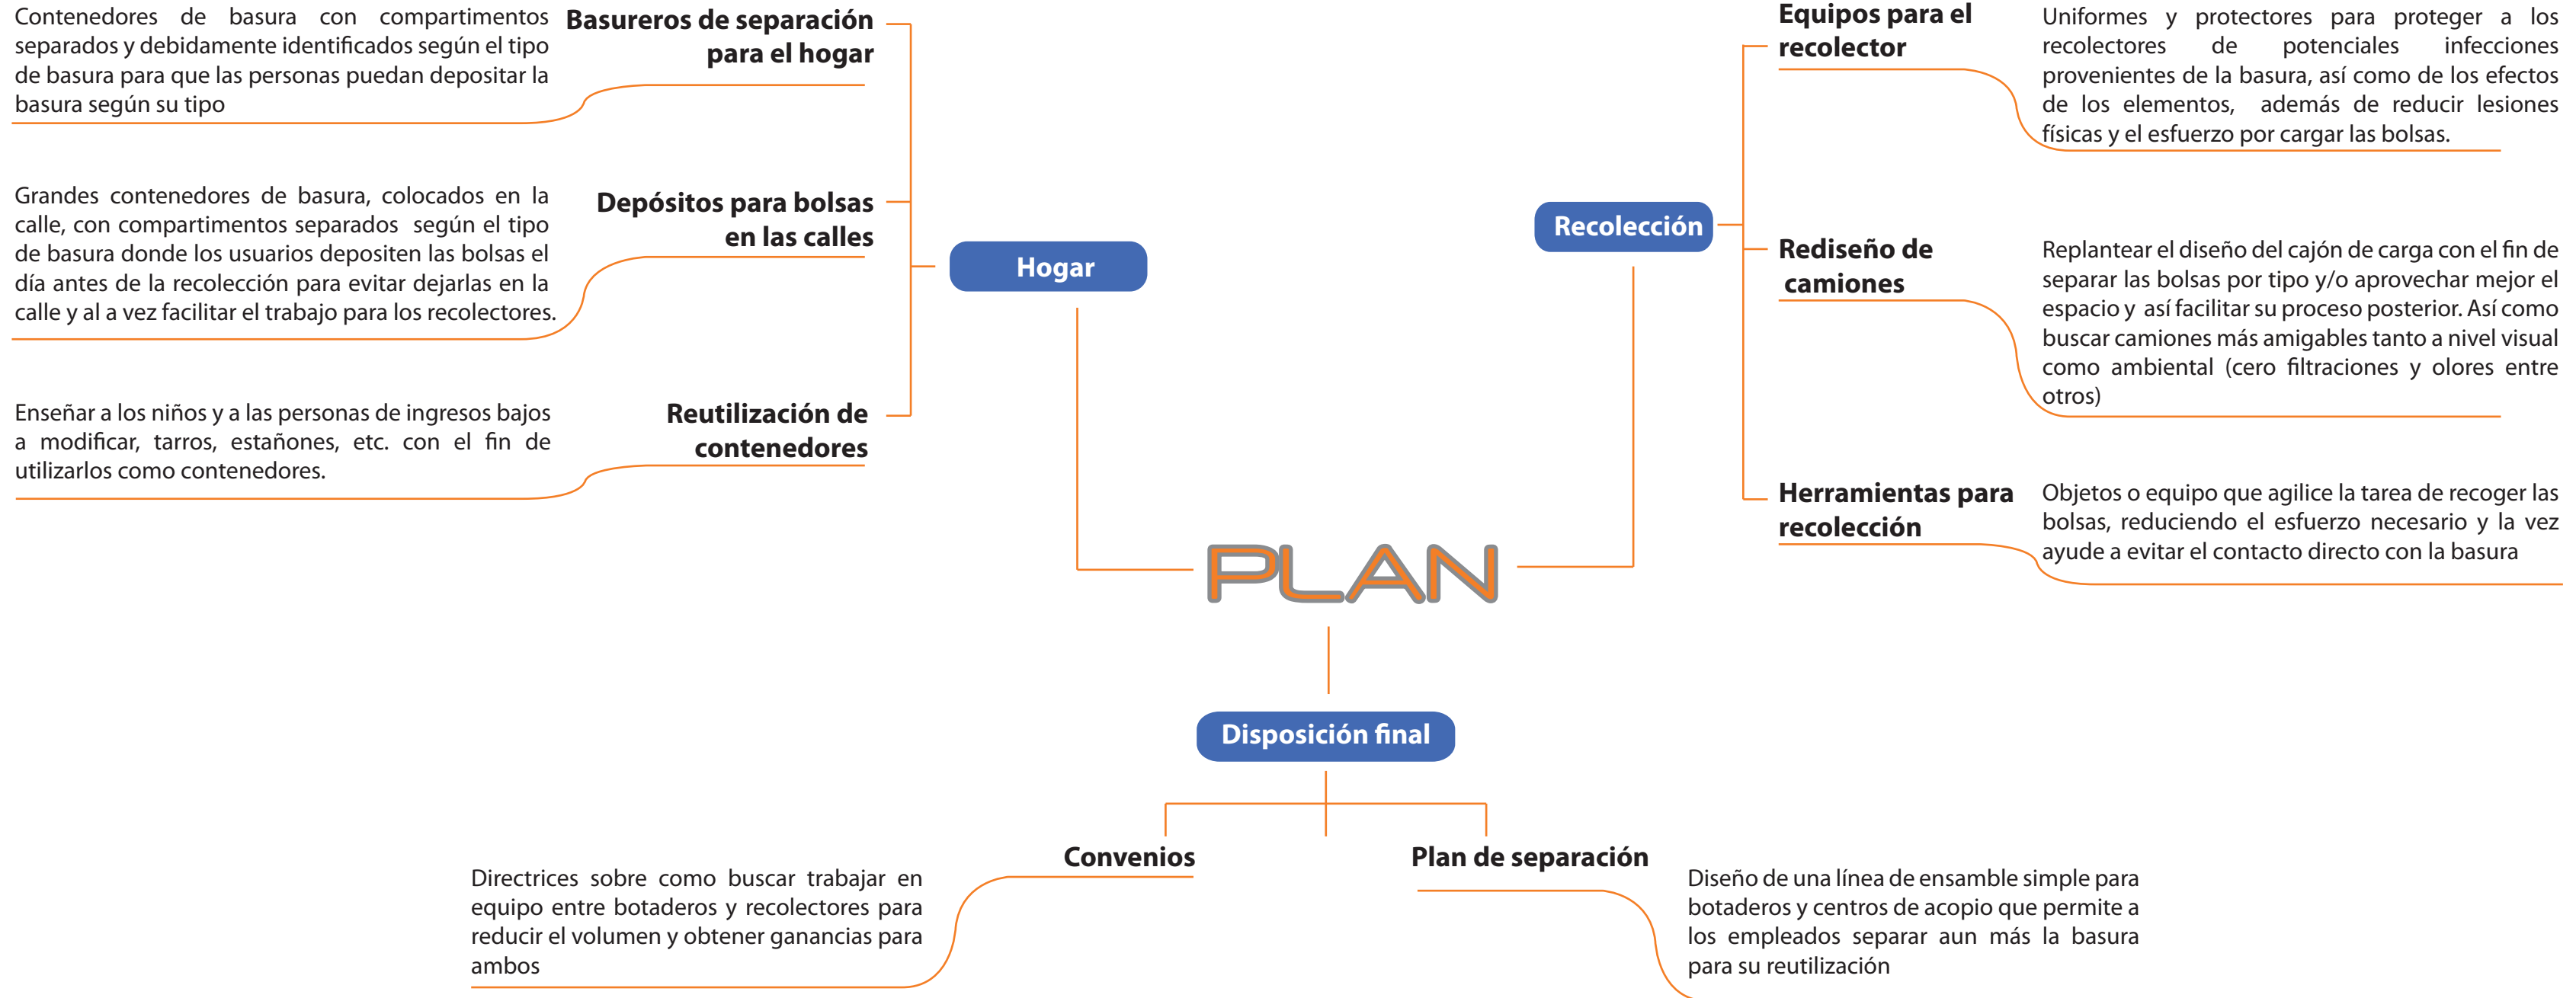 Contenedores de basura con compartimentos
separados y debidamente identificados según el tipo
de basura para que las personas puedan depositar la
basura según su tipo
Basureros de separación
para el hogar
Grandes contenedores de basura, colocados en la
calle, con compartimentos separados según el tipo
de basura donde los usuarios depositen las bolsas el
día antes de la recolección para evitar dejarlas en la
calle y al a vez facilitar el trabajo para los recolectores.
Depósitos para bolsas
en las calles
Enseñar a los niños y a las personas de ingresos bajos
a modificar, tarros, estañones, etc. con el fin de
utilizarlos como contenedores.
Reutilización de
contenedores
Hogar
Recolección
Equipos para el
recolector
Uniformes y protectores para proteger a los
recolectores de potenciales infecciones
provenientes de la basura, así como de los efectos
de los elementos, además de reducir lesiones
físicas y el esfuerzo por cargar las bolsas.
Rediseño de
camiones
Replantear el diseño del cajón de carga con el fin de
separar las bolsas por tipo y/o aprovechar mejor el
espacio y así facilitar su proceso posterior. Así como
buscar camiones más amigables tanto a nivel visual
como ambiental (cero filtraciones y olores entre
otros)
Herramientas para
recolección
Objetos o equipo que agilice la tarea de recoger las
bolsas, reduciendo el esfuerzo necesario y la vez
ayude a evitar el contacto directo con la basura
PLAN
Disposición final
Convenios
Directrices sobre como buscar trabajar en
equipo entre botaderos y recolectores para
reducir el volumen y obtener ganancias para
ambos
Plan de separación
Diseño de una línea de ensamble simple para
botaderos y centros de acopio que permite a
los empleados separar aun más la basura
para su reutilización